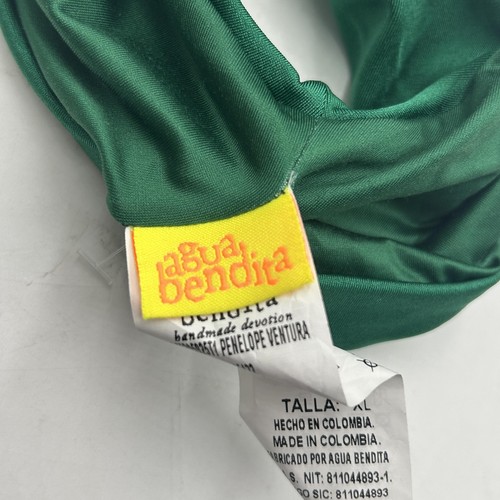 agua
bendita
bendita
handmade devotion
PENELOPE VENTURA
TALLA: XL
HECHO EN COLOMBIA.
MADE IN COLOMBIA.
FABRICADO POR AGUA BENDITA
S. NIT: 811044893-1.
SIC: 811044893